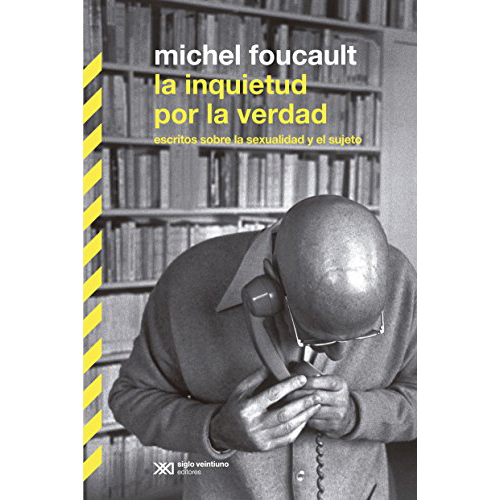 michel foucault
la inquietud
por la verdad
escritos sobre la sexualidad y el sujeto
siglo veintiuno
editores